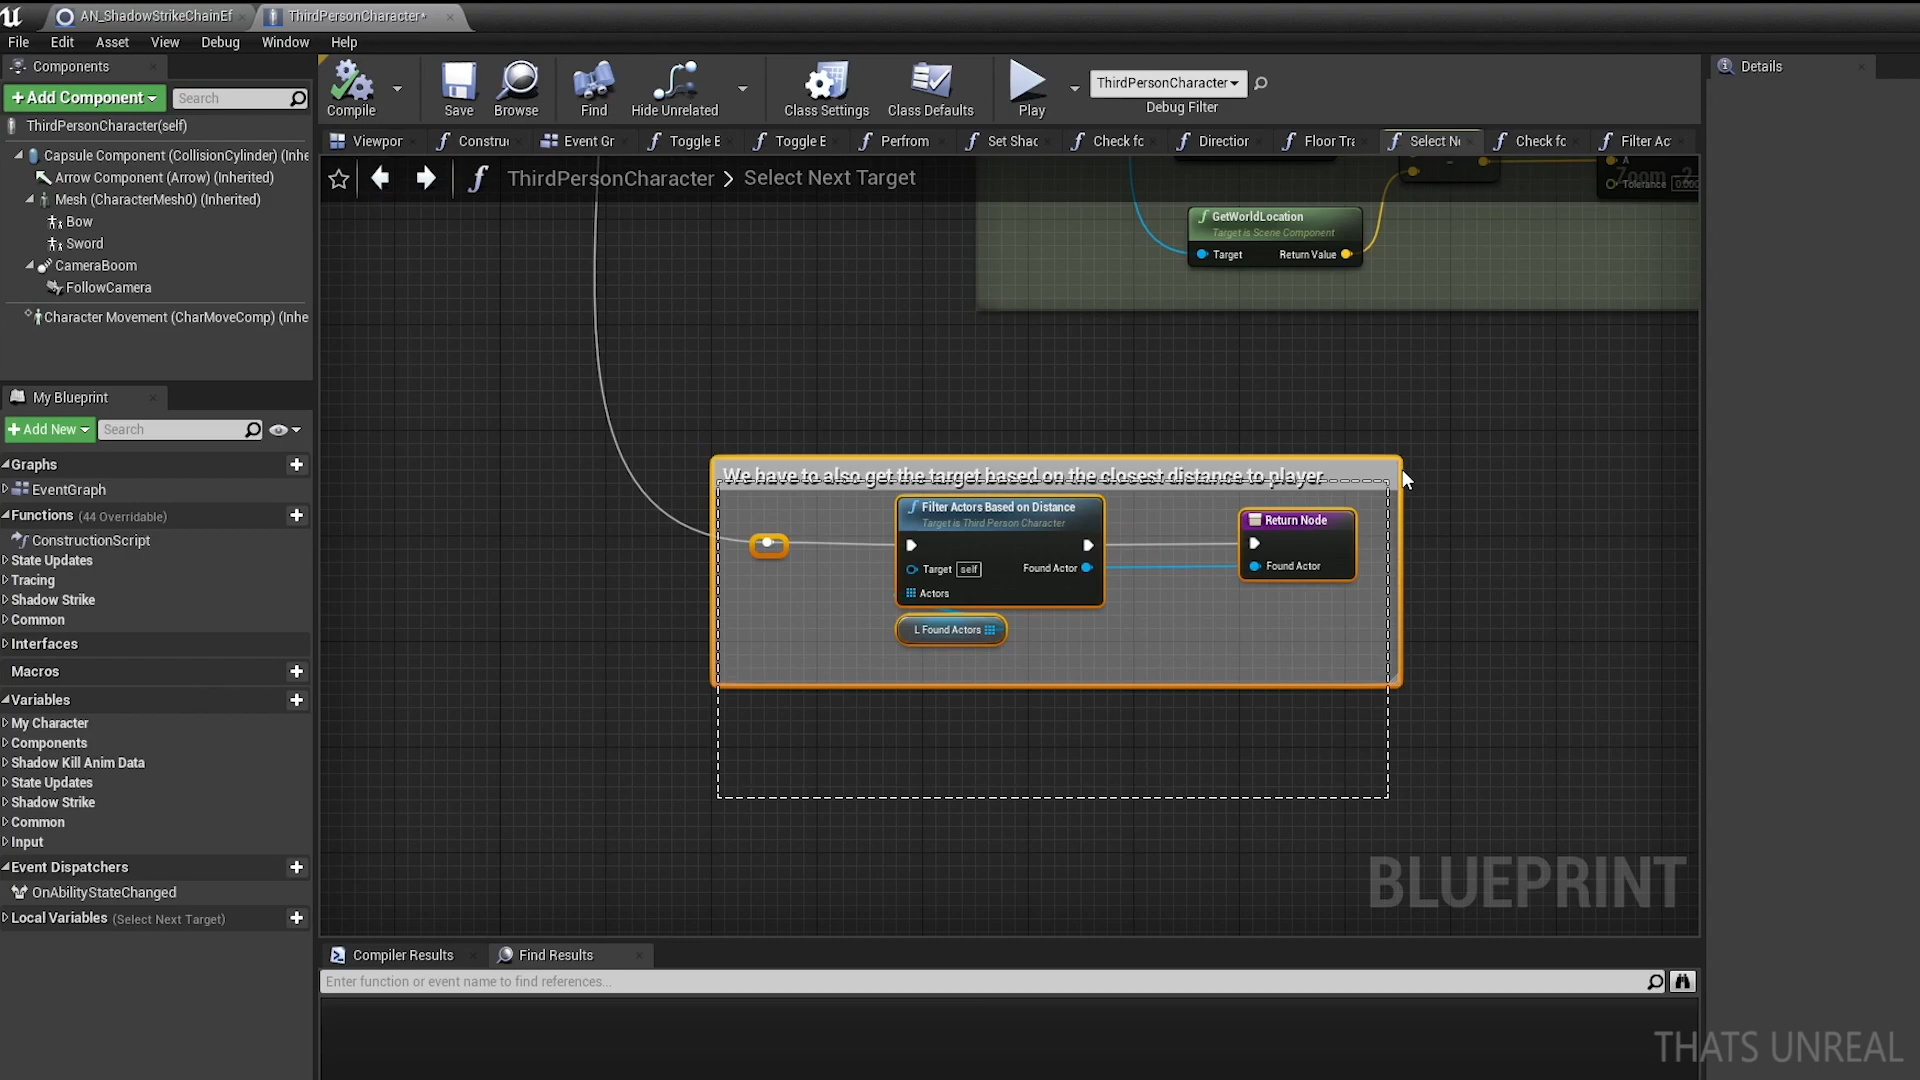 AN_ShadowStrikeChainEf
ThirdPersonCharacter*
File Edit Asset View Debug Window Help
Components
+Add Component
Search
ThirdPersonCharacter(self)
Capsule Component (CollisionCylinder) (Inhe
Arrow Component (Arrow) (Inherited)
Mesh (CharacterMesh0) (Inherited)
Bow
Sword
CameraBoom
FollowCamera
Character Movement (CharMoveComp) (Inhe
My Blueprint
+Add New
Search
Graphs
EventGraph
Functions (44 Overridable)
ConstructionScript
State Updates
Tracing
Shadow Strike
Common
Interfaces
Macros
Variables
My Character
Components
Shadow Kill Anim Data
State Updates
Shadow Strike
Common
Input
Event Dispatchers
OnAbilityStateChanged
Local Variables (Select Next Target)
Compile
Save
Browse
Find
Hide Unrelated
Class Settings
Class Defaults
Play
ThirdPersonCharacter
Debug Filter
Viewpor
Constru
Event Gr
Toggle E
Toggle E
Perfrom
Set Shac
Check fc
Direction
Floor Tra
Select Ne
Check fc
Filter Ac
ThirdPersonCharacter > Select Next Target
A
Tolerance 0.000
Zoom -2
GetWorldLocation
Target is Scene Component
Target Return Value
We have to also get the target based on the closest distance to player
Filter Actors Based on Distance
Target is Third Person Character
Target self
Found Actor
Actors
L Found Actors
Return Node
Found Actor
BLUEPRINT
Compiler Results
Find Results
Enter function or event name to find references...
Details
THATS UNREAL